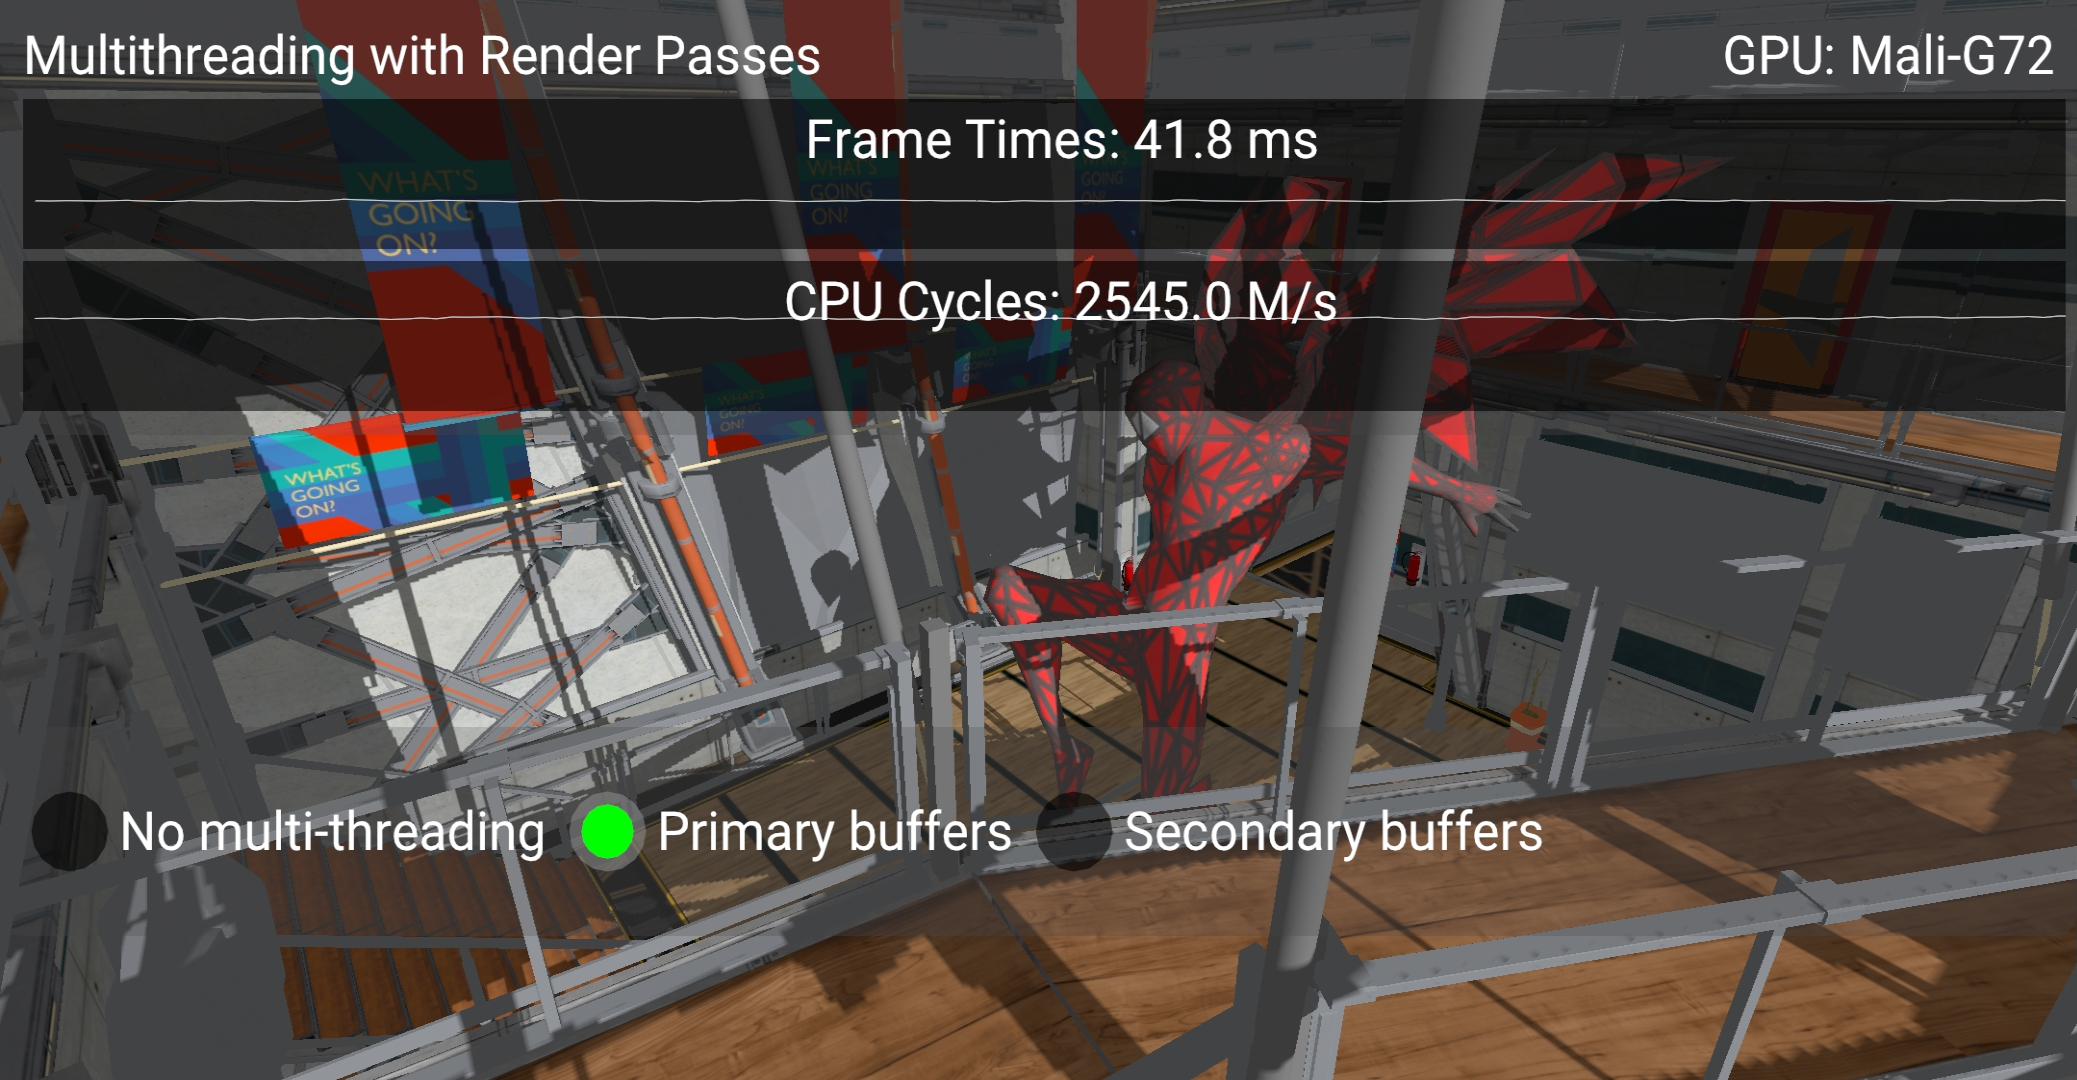 Multithreading with Render Passes
GPU: Mali-G72
Frame Times: 41.8 ms
CPU Cycles: 2545.0 M/s
WHAT'S
GOING
ON?
WHAT'S
GOING
ON?
WHAT'S
GOING
ON?
GOING
WHAT'S
GOING
ON?
No multi-threading
Primary buffers
Secondary buffers